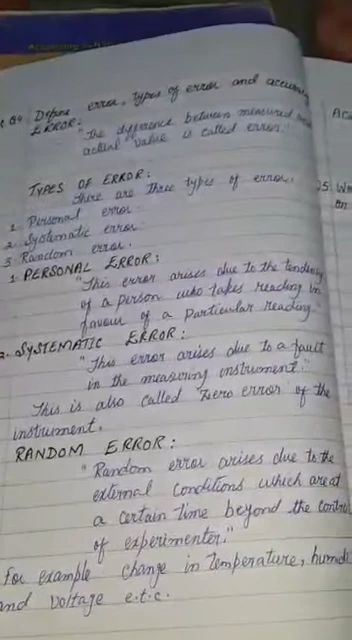 Q4 Define error, types of error and accuracy
ERROR:
"The difference between measured and
actual value is called error."
TYPES OF ERROR:
There are three types of error.
1. Personal error
2. Systematic error
3. Random error.
1. PERSONAL ERROR:
"This error arises due to the tendency
of a person who takes reading in
favour of a particular reading."
2. SYSTEMATIC ERROR:
"This error arises due to a fault
in the measuring instrument."
This is also called "Zero error" of the
instrument.
RANDOM ERROR:
"Random error arises due to the
external conditions which are at
a certain time beyond the control
of experimenter."
For example change in temperature, humidi
and voltage e.t.c.
Acc